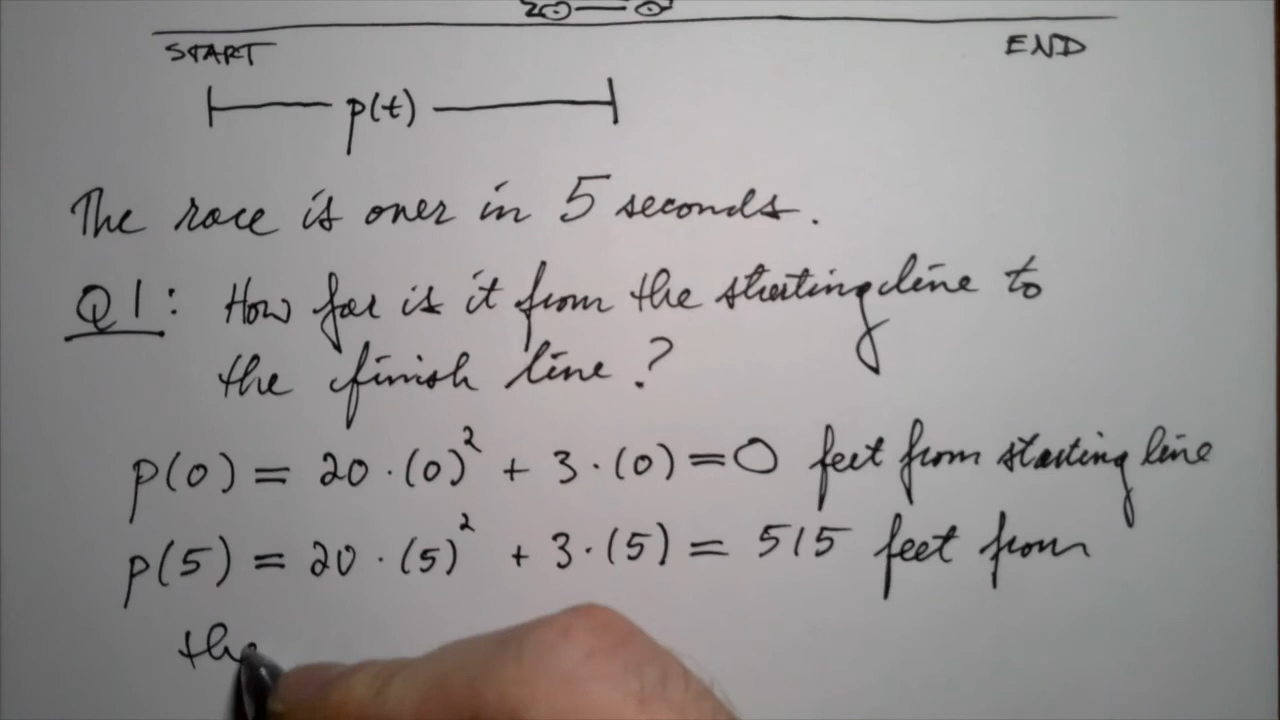 START END
p(t)
The race is over in 5 seconds.
Q1: How far is it from the starting line to
the finish line?
p(0) = 20·(0)² + 3·(0) = 0 feet from starting line
p(5) = 20·(5)² + 3·(5) = 515 feet from
the